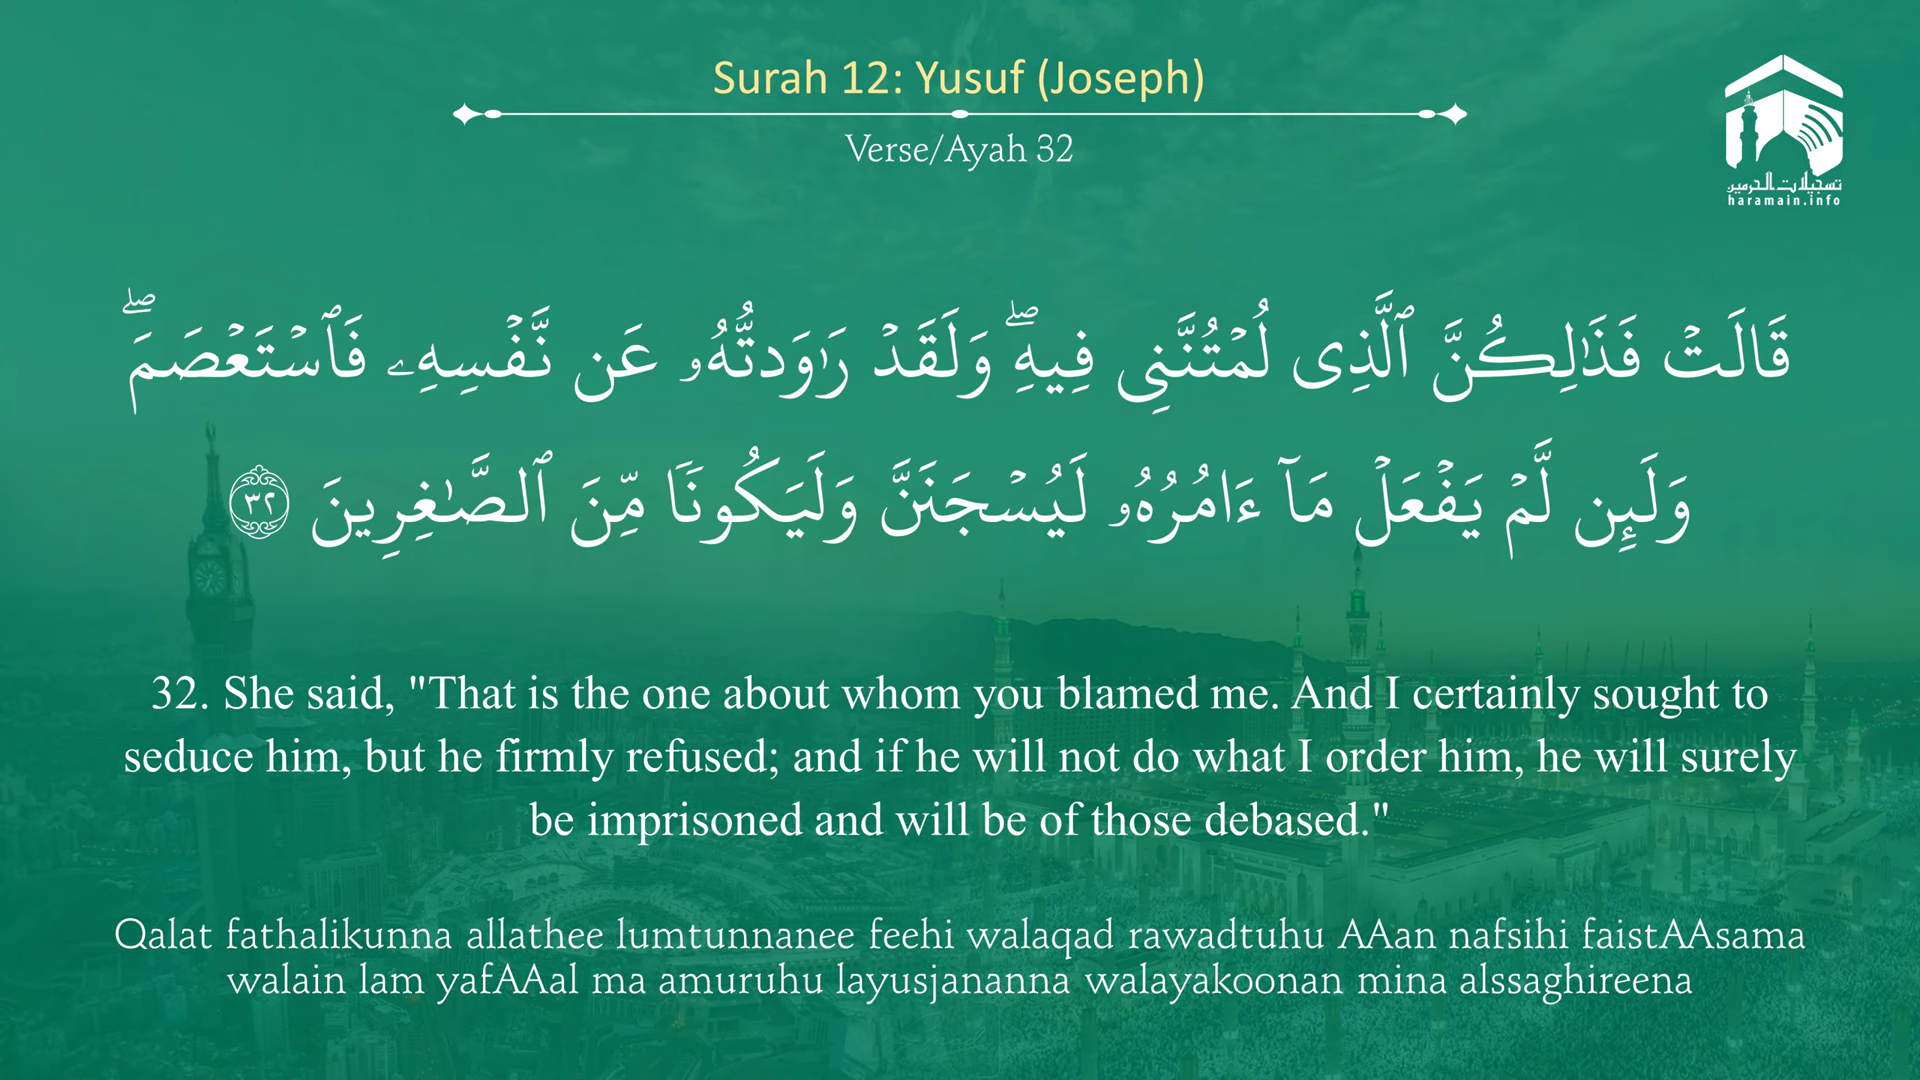 Surah 12: Yusuf (Joseph)
Verse/Ayah 32
تسجيلات الحرمين
haramain.info
قَالَتۡ فَذَٰلِكُنَّ ٱلَّذِى لُمۡتُنَّنِى فِيهِۖ وَلَقَدۡ رَٰوَدتُّهُۥ عَن نَّفۡسِهِۦ فَٱسۡتَعۡصَمَۖ
وَلَئِن لَّمۡ يَفۡعَلۡ مَآ ءَامُرُهُۥ لَيُسۡجَنَنَّ وَلَيَكُونًا مِّنَ ٱلصَّٰغِرِينَ ٣٢
32. She said, "That is the one about whom you blamed me. And I certainly sought to
seduce him, but he firmly refused; and if he will not do what I order him, he will surely
be imprisoned and will be of those debased."
Qalat fathalikunna allathee lumtunnanee feehi walaqad rawadtuhu AAan nafsihi faistAAsama
walain lam yafAAal ma amuruhu layusjananna walayakoonan mina alssaghireena